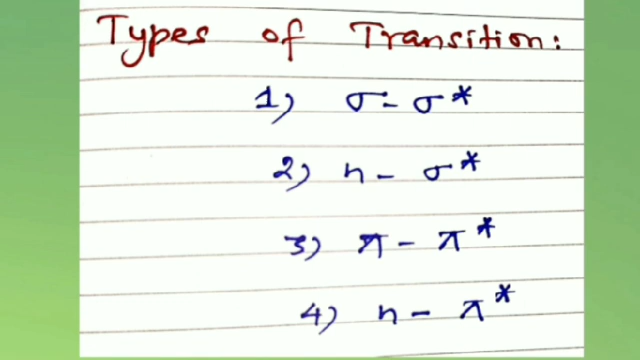 Types of Transition:
1) σ - σ*
2) n - σ*
3) π - π*
4) n - π*